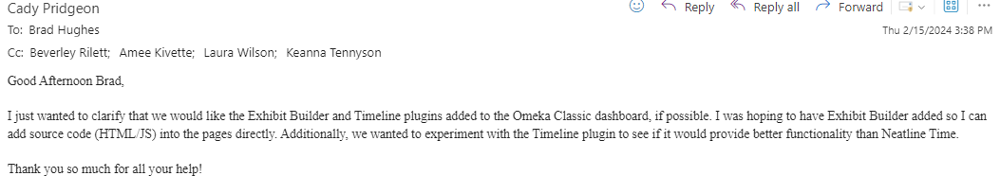 Cady Pridgeon
Reply Reply all Forward
To: Brad Hughes
Thu 2/15/2024 3:38 PM
Cc: Beverley Rilett; Amee Kivette; Laura Wilson; Keanna Tennyson
Good Afternoon Brad,
I just wanted to clarify that we would like the Exhibit Builder and Timeline plugins added to the Omeka Classic dashboard, if possible. I was hoping to have Exhibit Builder added so I can
add source code (HTML/JS) into the pages directly. Additionally, we wanted to experiment with the Timeline plugin to see if it would provide better functionality than Neatline Time.
Thank you so much for all your help!